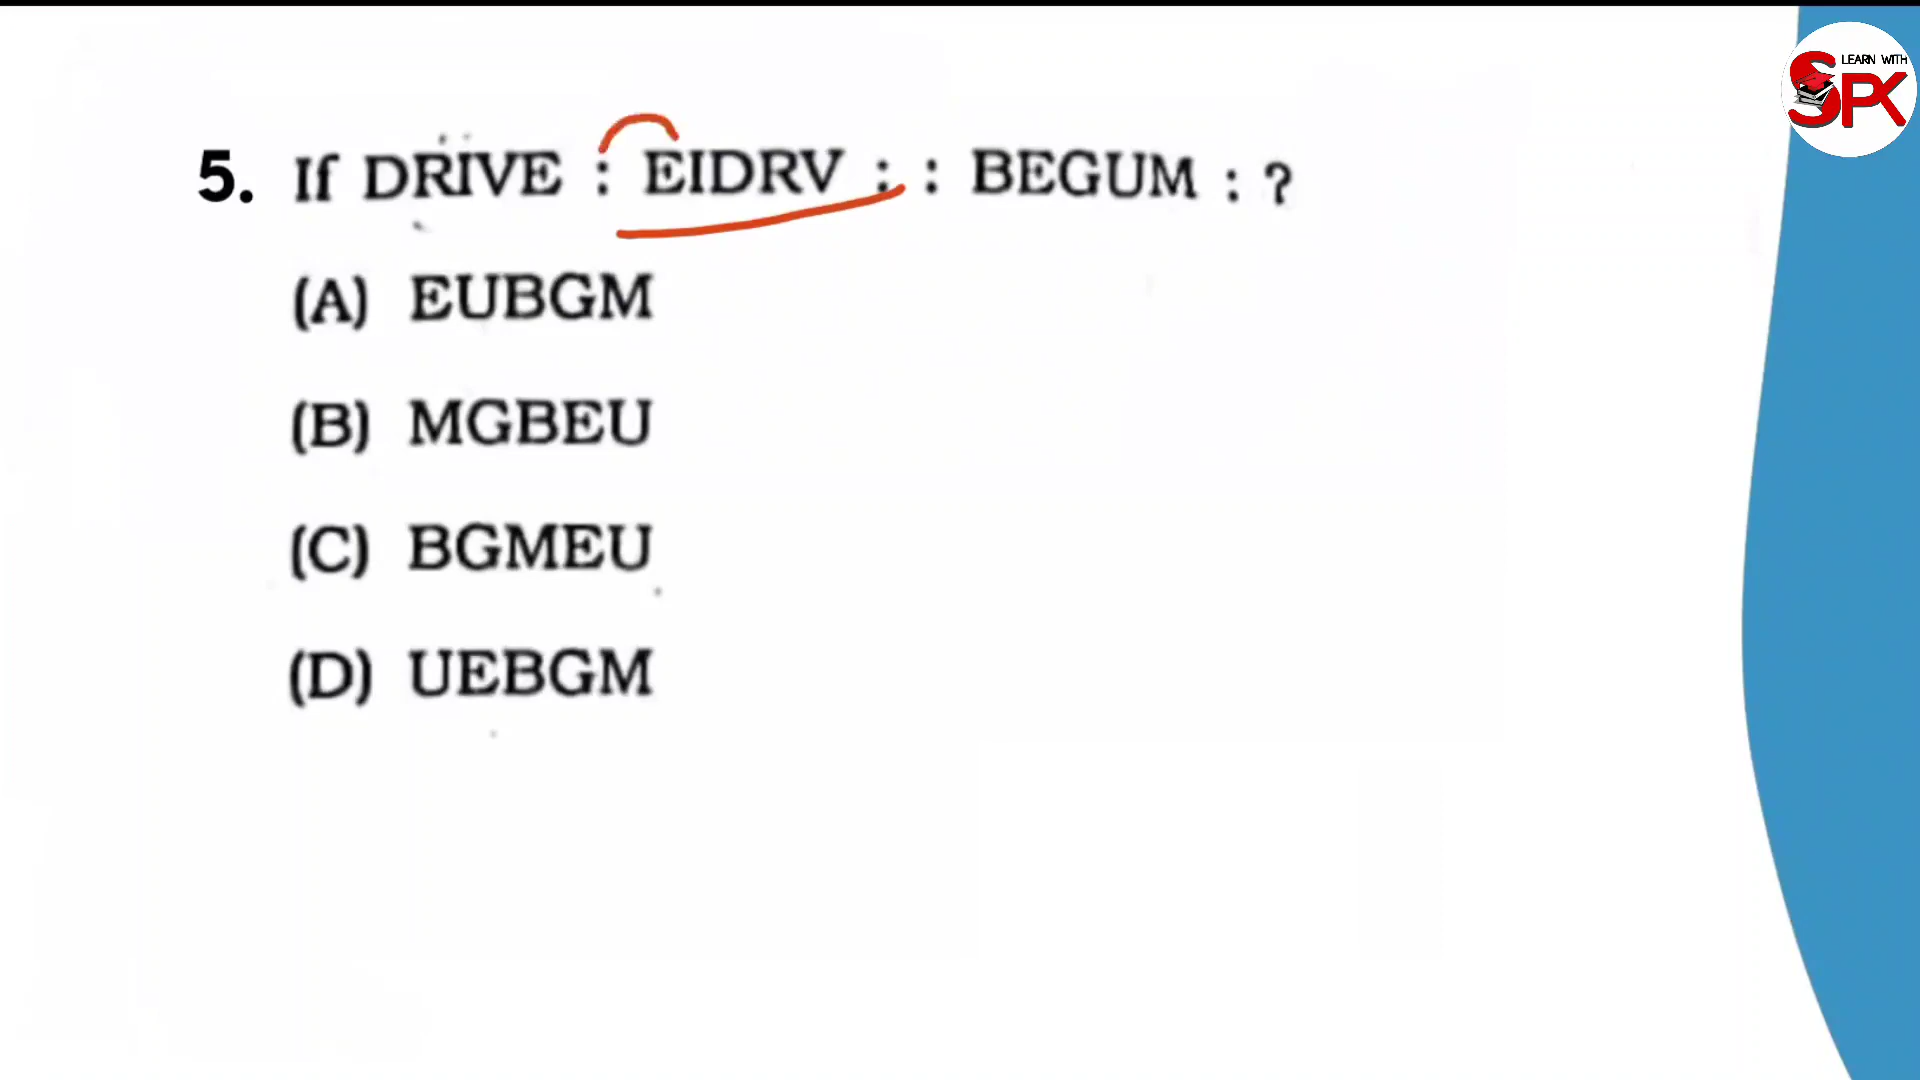 LEARN WITH
SPK
5. If DRIVE : EIDRV : : BEGUM : ?
(A) EUBGM
(B) MGBEU
(C) BGMEU
(D) UEBGM